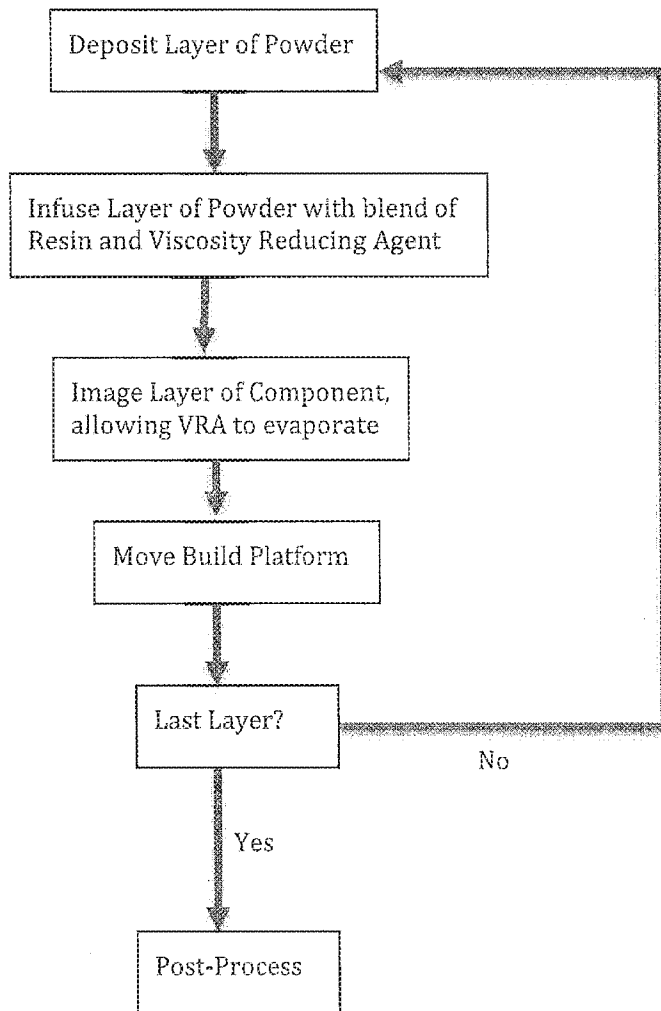 Deposit Layer of Powder
Infuse Layer of Powder with blend of
Resin and Viscosity Reducing Agent
Image Layer of Component,
allowing VRA to evaporate
Move Build Platform
Last Layer?
No
Yes
Post-Process